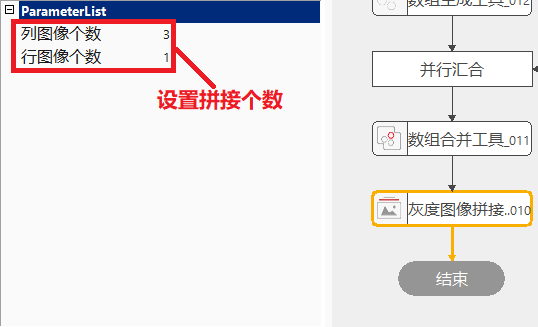 ParameterList
列图像个数 3
行图像个数 1
设置拼接个数
数组生成工具_012
并行汇合
数组合并工具_011
灰度图像拼接..010
结束